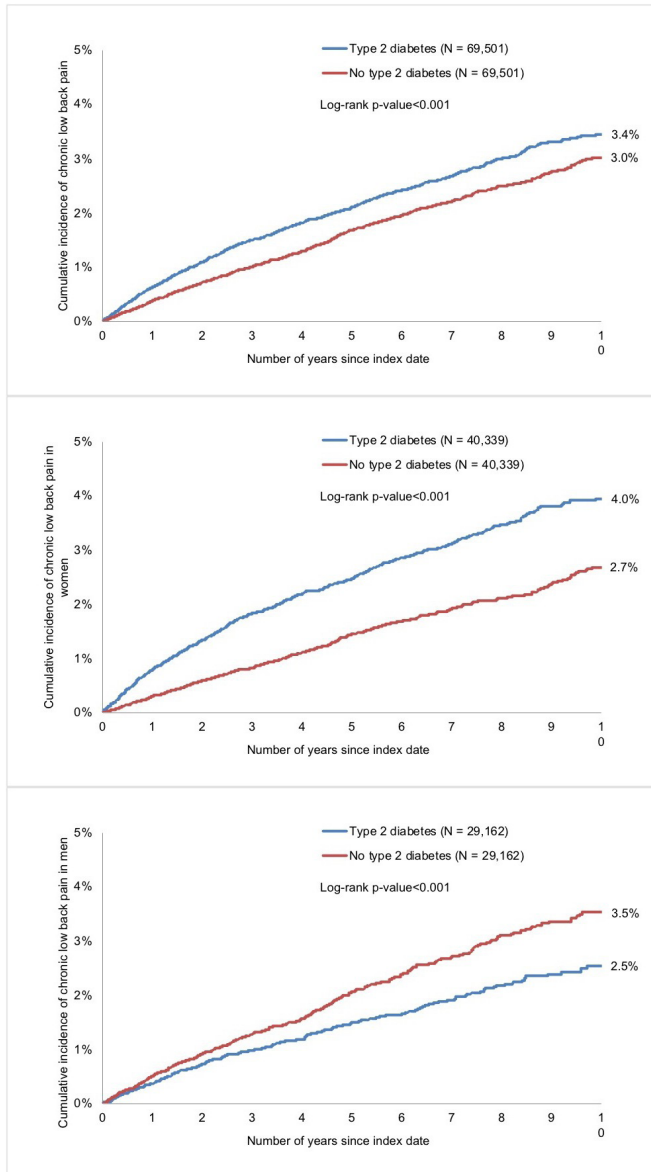 Cumulative incidence of chronic low back pain
5%
4%
3%
2%
1%
0%
Type 2 diabetes (N = 69,501)
No type 2 diabetes (N = 69,501)
Log-rank p-value<0.001
3.4%
3.0%
0 1 2 3 4 5 6 7 8 9 1
0
Number of years since index date
Cumulative incidence of chronic low back pain in
women
5%
4%
3%
2%
1%
0%
Type 2 diabetes (N = 40,339)
No type 2 diabetes (N = 40,339)
Log-rank p-value<0.001
4.0%
2.7%
0 1 2 3 4 5 6 7 8 9 1
0
Number of years since index date
Cumulative incidence of chronic low back pain in men
5%
4%
3%
2%
1%
0%
Type 2 diabetes (N = 29,162)
No type 2 diabetes (N = 29,162)
Log-rank p-value<0.001
3.5%
2.5%
0 1 2 3 4 5 6 7 8 9 1
0
Number of years since index date